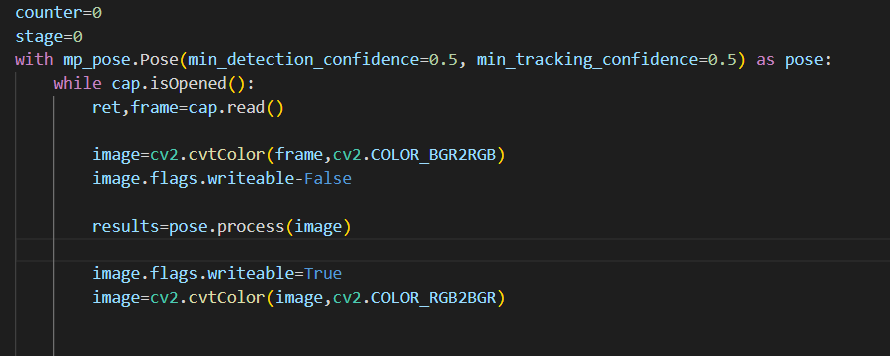 counter=0
stage=0
with mp_pose.Pose(min_detection_confidence=0.5, min_tracking_confidence=0.5) as pose:
while cap.isOpened():
ret,frame=cap.read()
image=cv2.cvtColor(frame,cv2.COLOR_BGR2RGB)
image.flags.writeable-False
results=pose.process(image)
image.flags.writeable=True
image=cv2.cvtColor(image,cv2.COLOR_RGB2BGR)